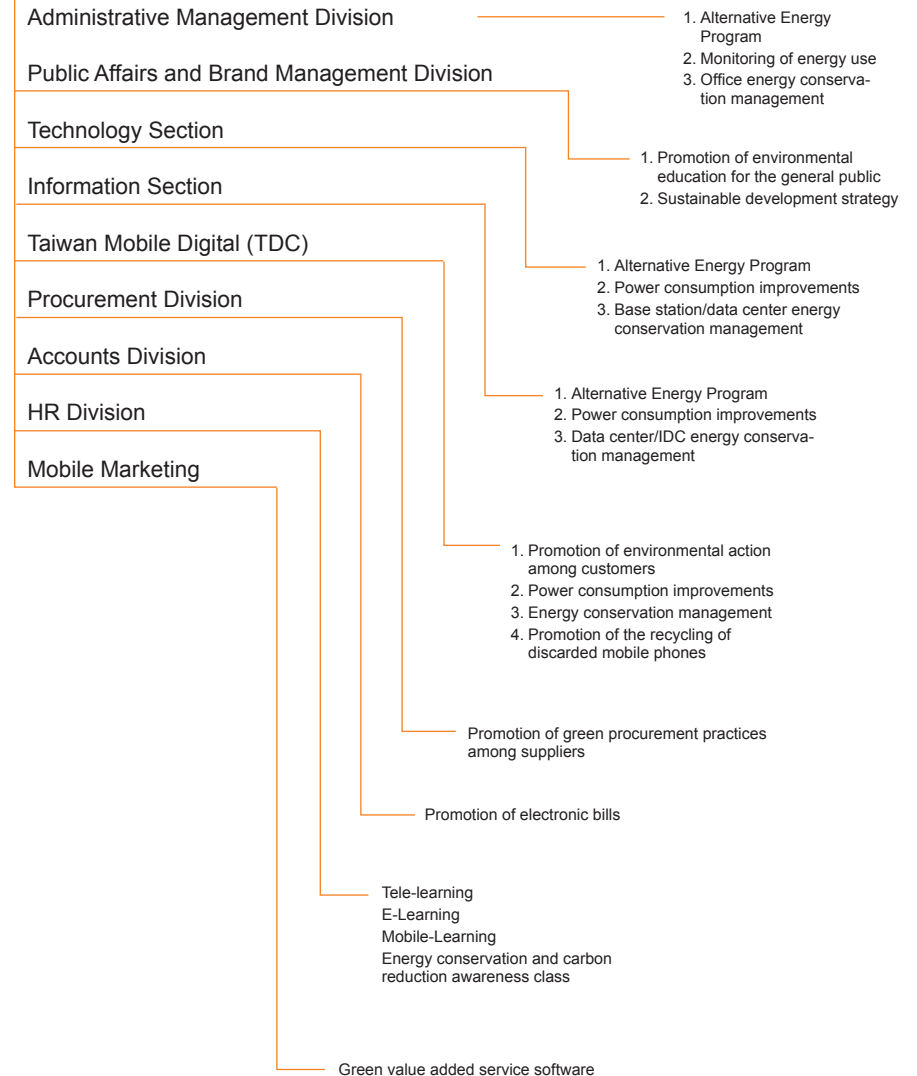 Administrative Management Division
1. Alternative Energy
Program
2. Monitoring of energy use
3. Office energy conserva-
tion management
Public Affairs and Brand Management Division
1. Promotion of environmental
education for the general public
2. Sustainable development strategy
Technology Section
1. Alternative Energy Program
2. Power consumption improvements
3. Base station/data center energy
conservation management
Information Section
1. Alternative Energy Program
2. Power consumption improvements
3. Data center/IDC energy conserva-
tion management
Taiwan Mobile Digital (TDC)
1. Promotion of environmental action
among customers
2. Power consumption improvements
3. Energy conservation management
4. Promotion of the recycling of
discarded mobile phones
Procurement Division
Promotion of green procurement practices
among suppliers
Accounts Division
Promotion of electronic bills
HR Division
Tele-learning
E-Learning
Mobile-Learning
Energy conservation and carbon
reduction awareness class
Mobile Marketing
Green value added service software